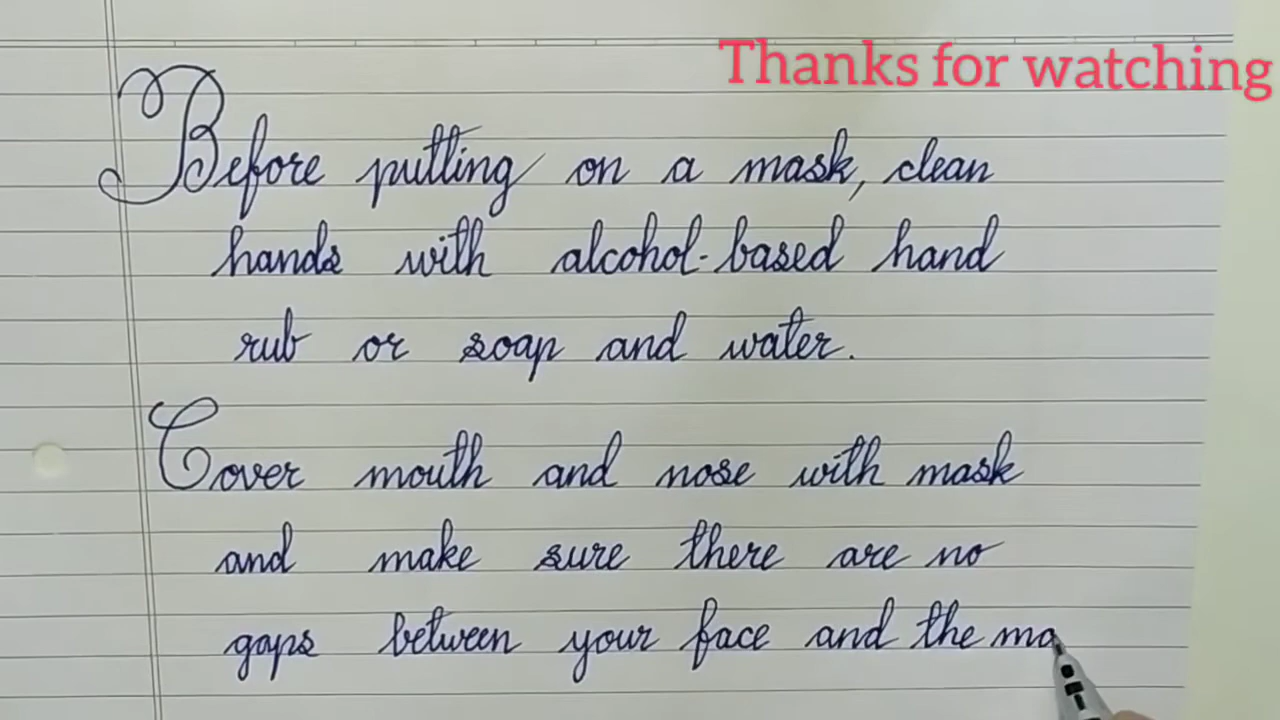 Thanks for watching
Before putting on a mask, clean
hands with alcohol-based hand
rub or soap and water.
Cover mouth and nose with mask
and make sure there are no
gaps between your face and the ma